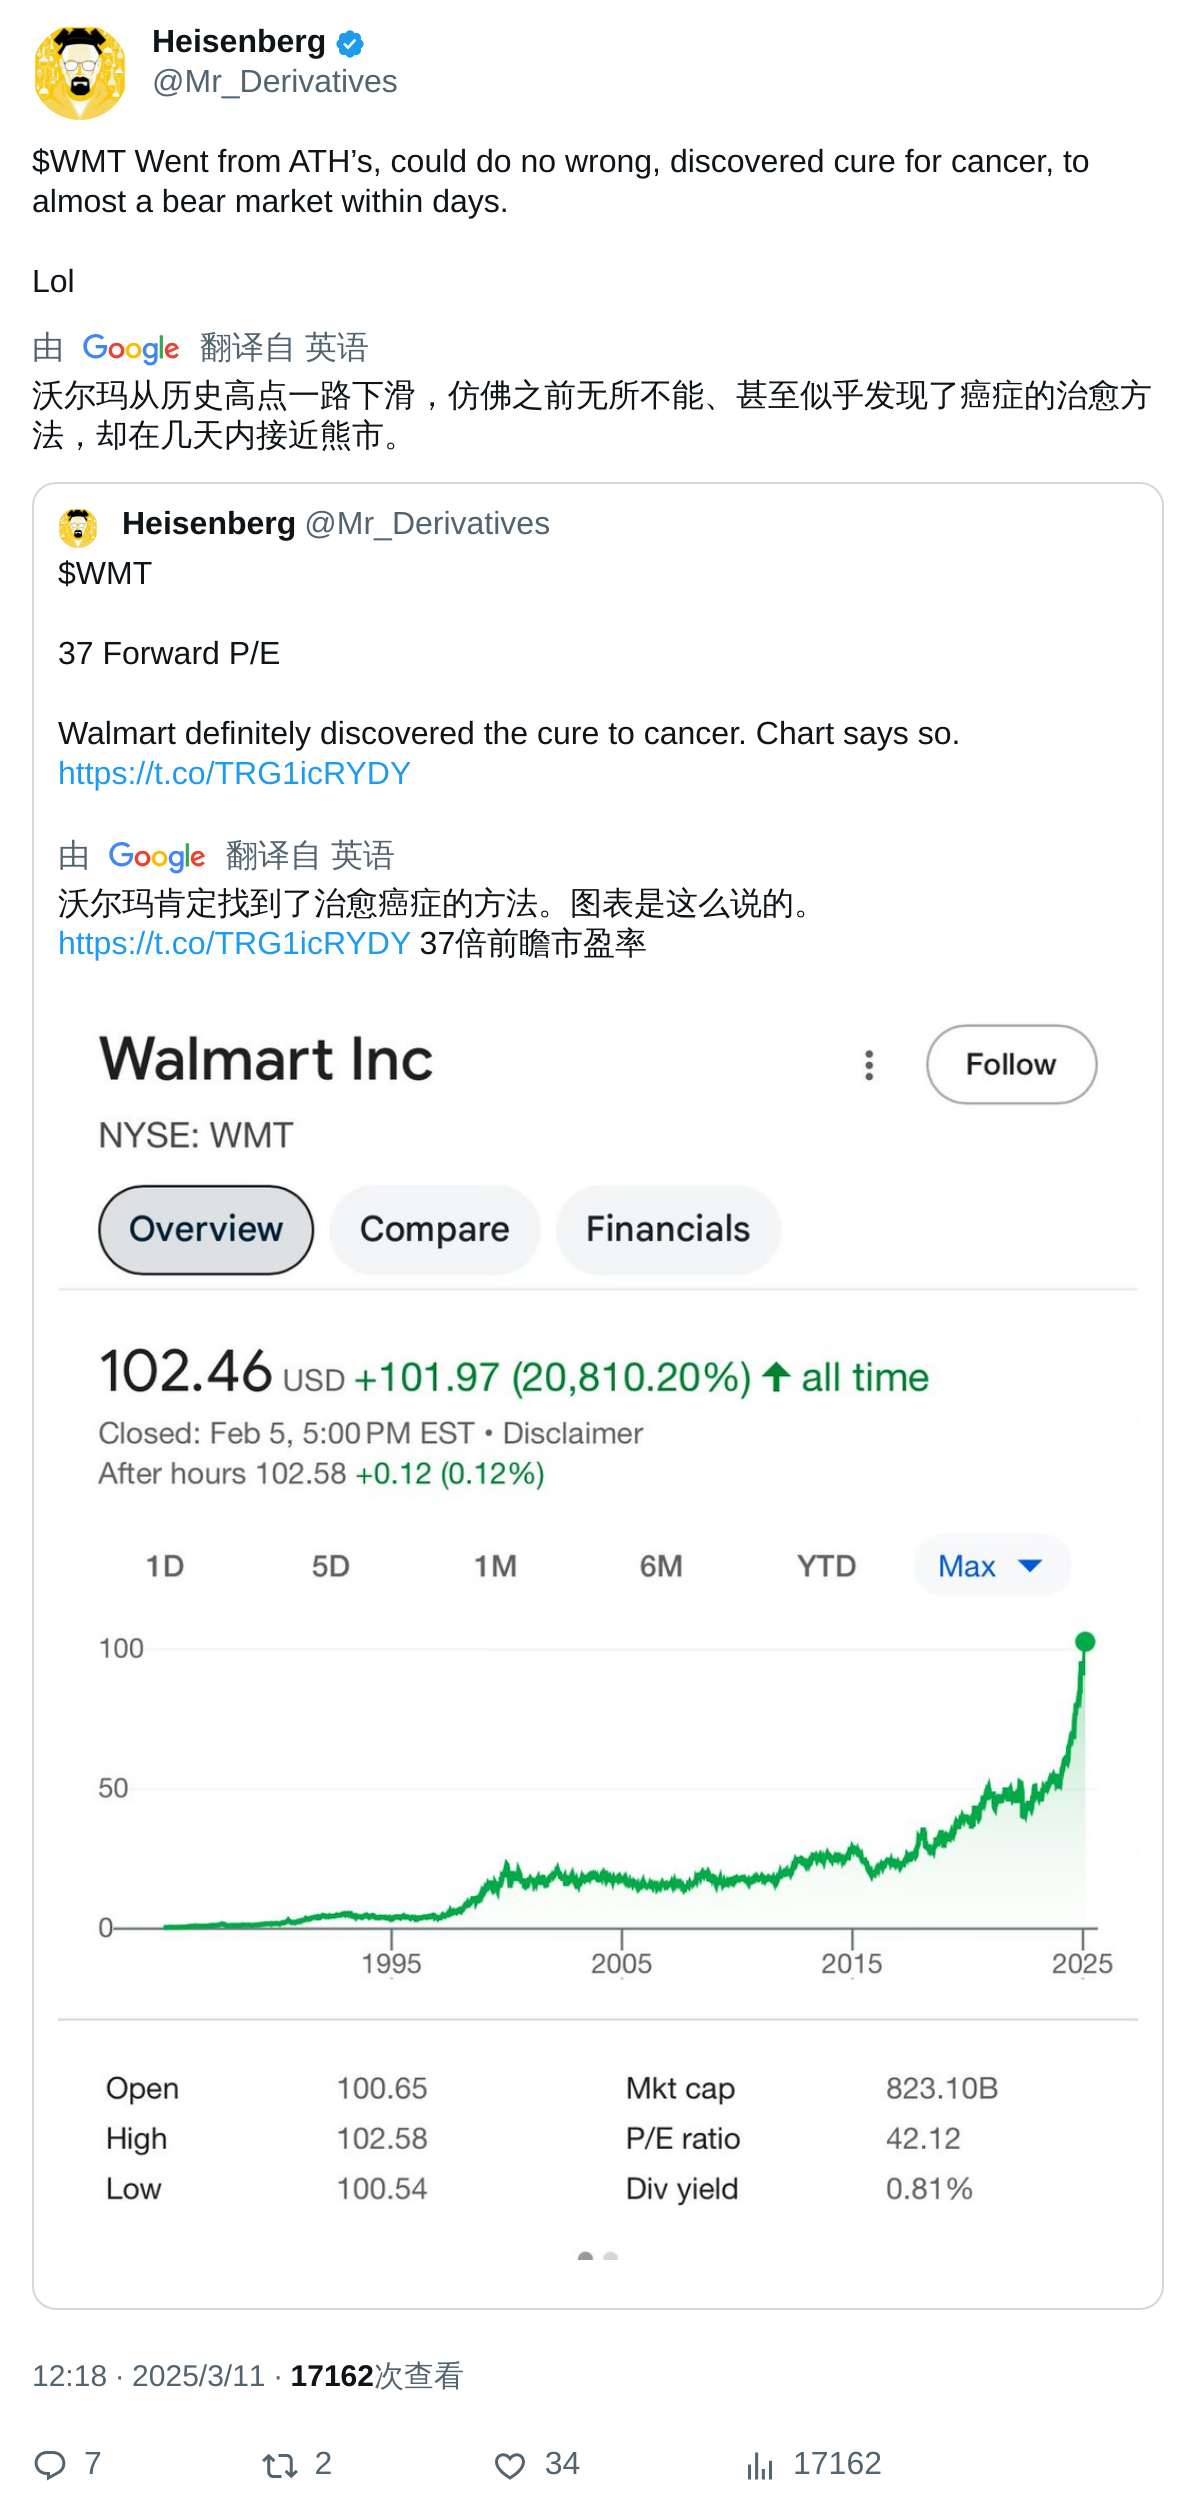 Heisenberg
@Mr_Derivatives
$WMT Went from ATH’s, could do no wrong, discovered cure for cancer, to
almost a bear market within days.
Lol
由 Google 翻译自 英语
沃尔玛从历史高点一路下滑，仿佛之前无所不能、甚至似乎发现了癌症的治愈方
法，却在几天内接近熊市。
Heisenberg @Mr_Derivatives
$WMT
37 Forward P/E
Walmart definitely discovered the cure to cancer. Chart says so.
https://t.co/TRG1icRYDY
由 Google 翻译自 英语
沃尔玛肯定找到了治愈癌症的方法。图表是这么说的。
https://t.co/TRG1icRYDY 37倍前瞻市盈率
Walmart Inc
Follow
NYSE: WMT
Overview Compare Financials
102.46 USD +101.97 (20,810.20%) ↑ all time
Closed: Feb 5, 5:00 PM EST • Disclaimer
After hours 102.58 +0.12 (0.12%)
1D 5D 1M 6M YTD Max
100
50
0
1995 2005 2015 2025
Open 100.65 Mkt cap 823.10B
High 102.58 P/E ratio 42.12
Low 100.54 Div yield 0.81%
12:18 · 2025/3/11 · 17162次查看
7 2 34 17162